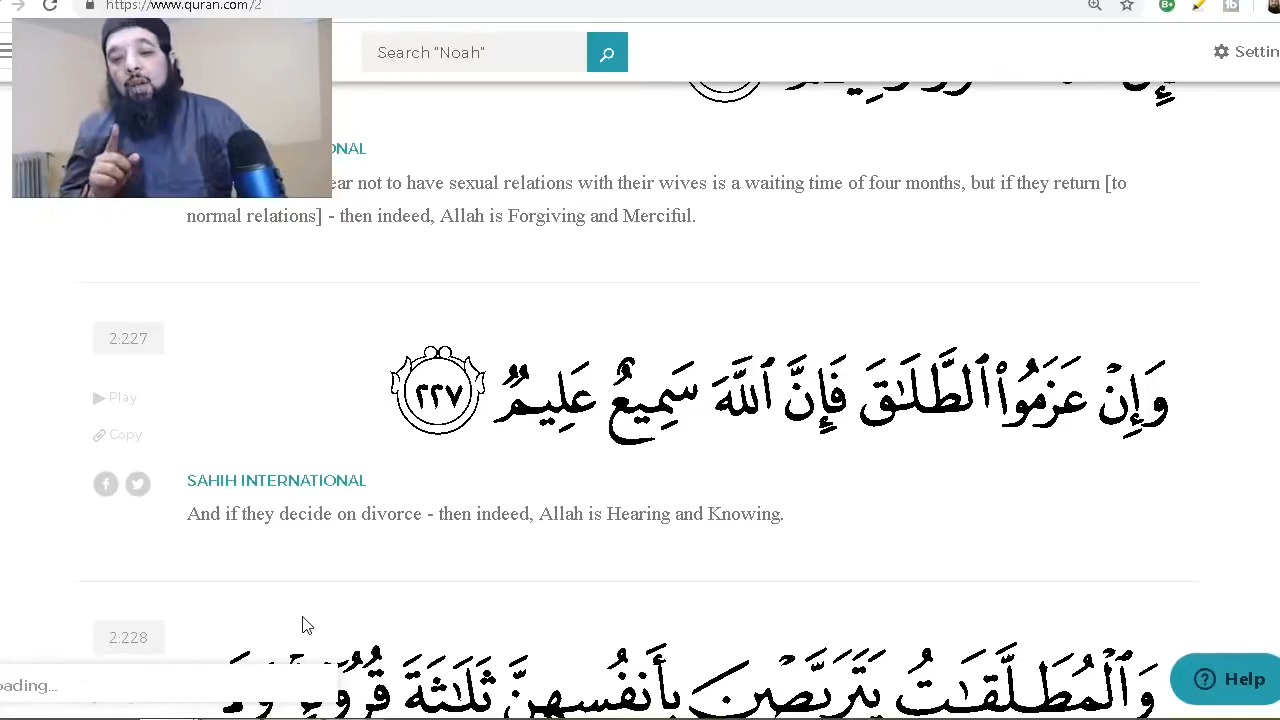 https://www.quran.com/2
Search "Noah"
Settin
NAL
ear not to have sexual relations with their wives is a waiting time of four months, but if they return [to
normal relations] - then indeed, Allah is Forgiving and Merciful.
2:227
وَإِنْ عَزَمُوا۟ ٱلطَّلَـٰقَ فَإِنَّ ٱللَّهَ سَمِيعٌ عَلِيمٌ ٢٢٧
Play
Copy
SAHIH INTERNATIONAL
And if they decide on divorce - then indeed, Allah is Hearing and Knowing.
2:228
وَٱلْمُطَلَّقَـٰتُ يَتَرَبَّصْنَ بِأَنفُسِهِنَّ ثَلَـٰثَةَ قُرُوٓءٍ
oading...
Help